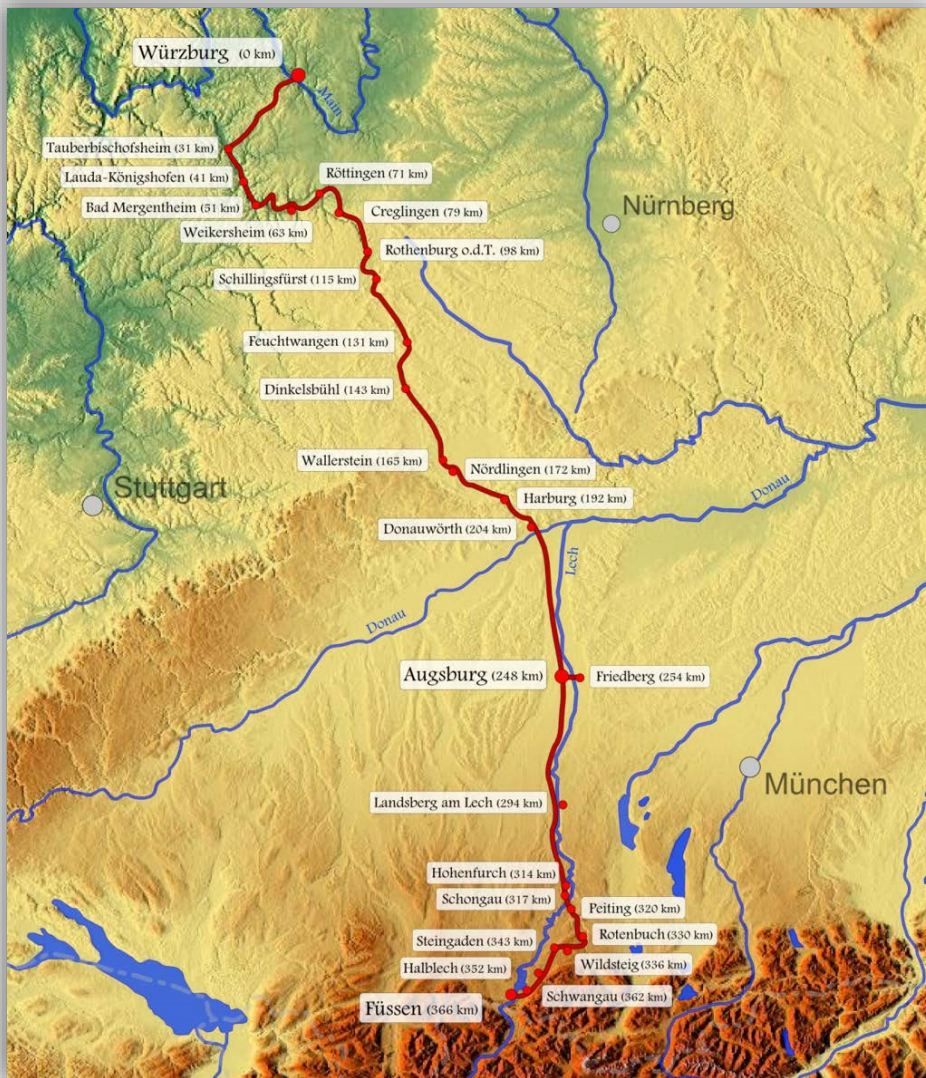 Würzburg (0 km)
Main
Tauberbischofsheim (31 km)
Lauda-Königshofen (41 km)
Röttingen (71 km)
Bad Mergentheim (51 km)
Creglingen (79 km)
Nürnberg
Weikersheim (63 km)
Rothenburg o.d.T. (98 km)
Schillingsfürst (115 km)
Feuchtwangen (131 km)
Dinkelsbühl (143 km)
Wallerstein (165 km)
Nördlingen (172 km)
Stuttgart
Harburg (192 km)
Donau
Donauwörth (204 km)
Lech
Donau
Augsburg (248 km)
Friedberg (254 km)
München
Landsberg am Lech (294 km)
Hohenfurch (314 km)
Schongau (317 km)
Peiting (320 km)
Rotenbuch (330 km)
Steingaden (343 km)
Wildsteig (336 km)
Halblech (352 km)
Schwangau (362 km)
Füssen (366 km)